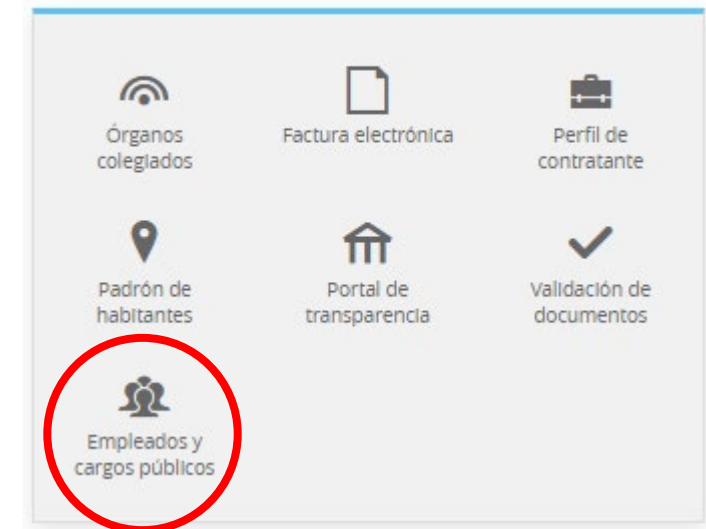 Órganos
colegiados
Factura electrónica
Perfil de
contratante
Padrón de
habitantes
Portal de
transparencia
Validación de
documentos
Empleados y
cargos públicos